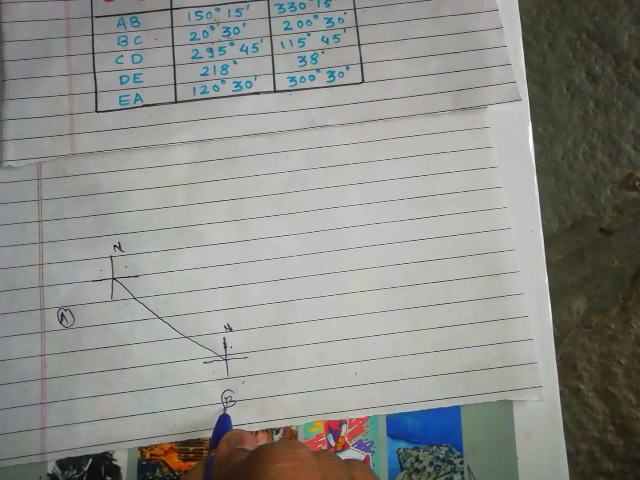 AB 150° 15' 330° 15'
BC 20° 30' 200° 30'
CD 295° 45' 115° 45'
DE 218° 38°
EA 120° 30' 300° 30'
N
A
N
B